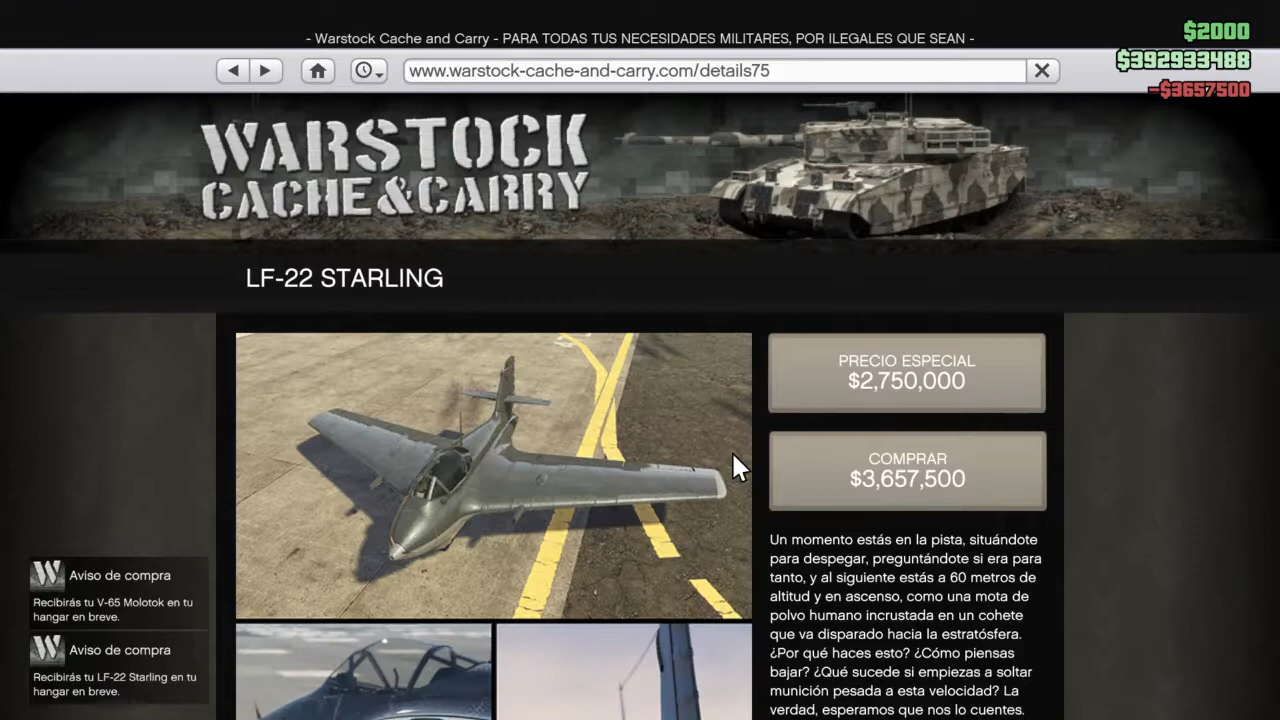 - Warstock Cache and Carry - PARA TODAS TUS NECESIDADES MILITARES, POR ILEGALES QUE SEAN -
$2000
$392933488
-$3657500
www.warstock-cache-and-carry.com/details75
WARSTOCK
CACHE&CARRY
LF-22 STARLING
PRECIO ESPECIAL
$2,750,000
COMPRAR
$3,657,500
Un momento estás en la pista, situándote
para despegar, preguntándote si era para
tanto, y al siguiente estás a 60 metros de
altitud y en ascenso, como una mota de
polvo humano incrustada en un cohete
que va disparado hacia la estratósfera.
¿Por qué haces esto? ¿Cómo piensas
bajar? ¿Qué sucede si empiezas a soltar
munición pesada a esta velocidad? La
verdad, esperamos que nos lo cuentes.
W Aviso de compra
Recibirás tu V-65 Molotok en tu
hangar en breve.
W Aviso de compra
Recibirás tu LF-22 Starling en tu
hangar en breve.